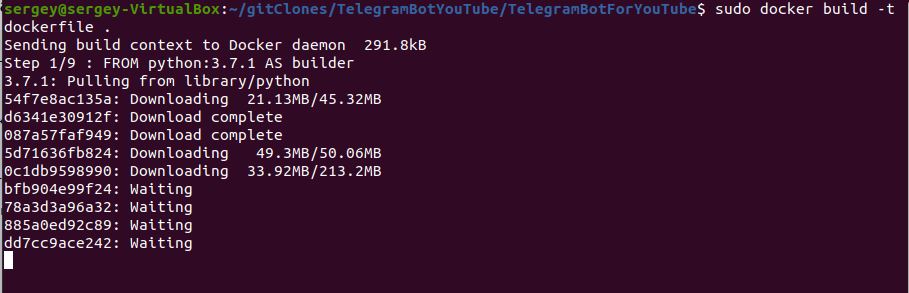 sergey@sergey-VirtualBox:~/gitClones/TelegramBotYouTube/TelegramBotForYouTube$ sudo docker build -t
dockerfile .
Sending build context to Docker daemon  291.8kB
Step 1/9 : FROM python:3.7.1 AS builder
3.7.1: Pulling from library/python
54f7e8ac135a: Downloading  21.13MB/45.32MB
d6341e30912f: Download complete
087a57faf949: Download complete
5d71636fb824: Downloading   49.3MB/50.06MB
0c1db9598990: Downloading  33.92MB/213.2MB
bfb904e99f24: Waiting
78a3d3a96a32: Waiting
885a0ed92c89: Waiting
dd7cc9ace242: Waiting